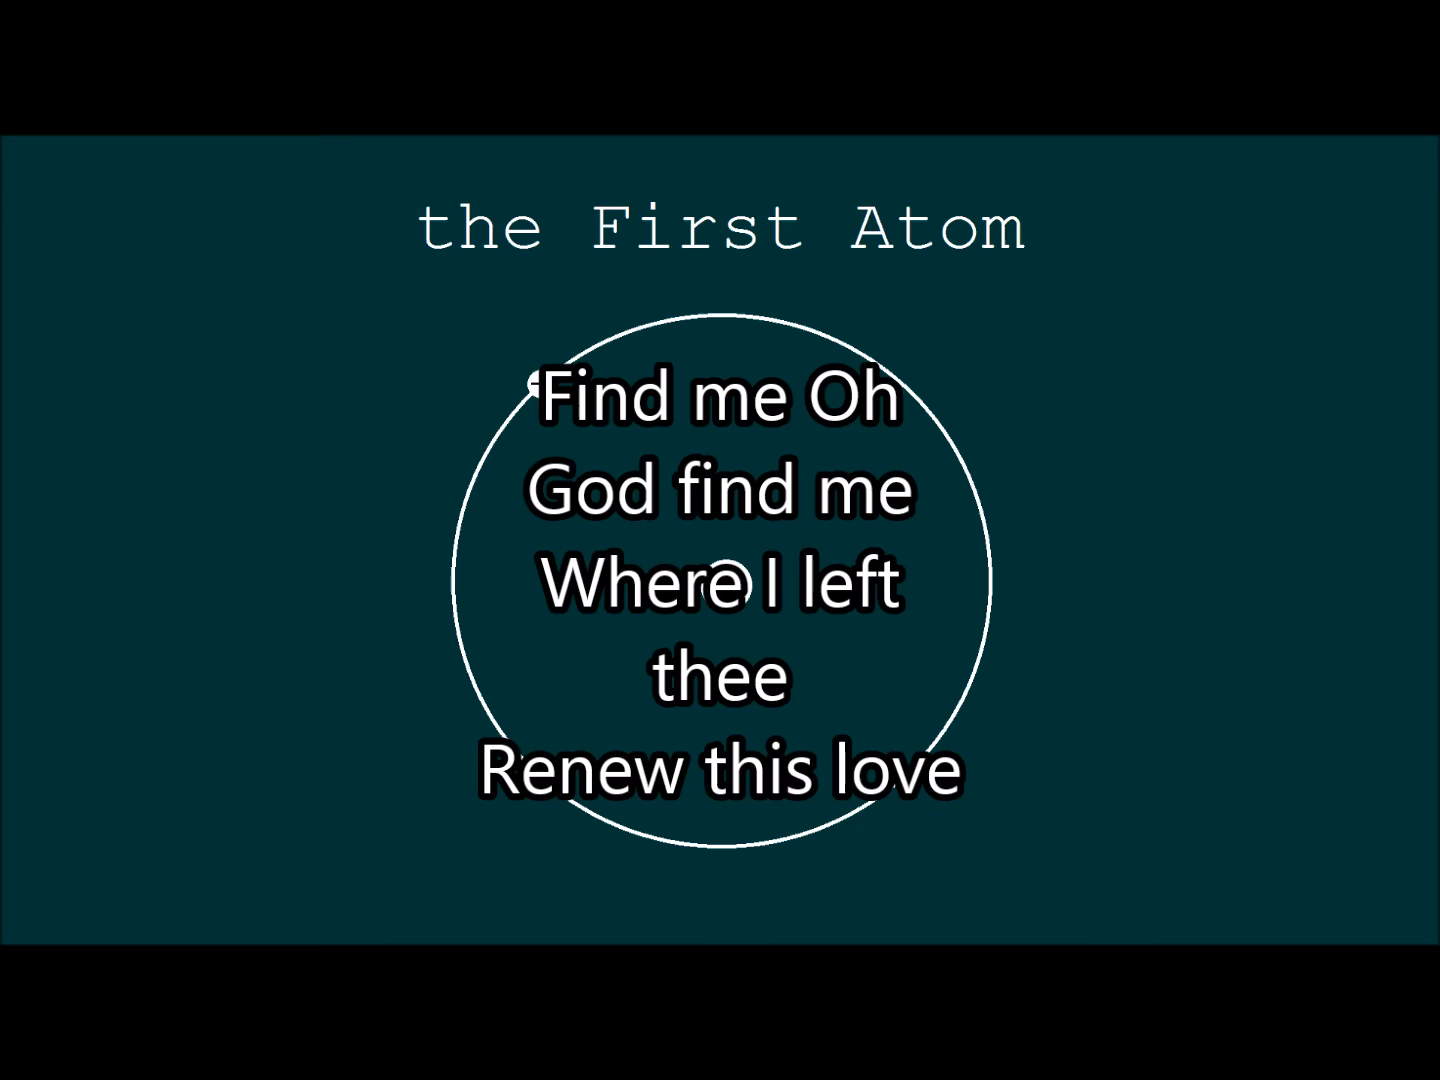 the First Atom
Find me Oh
God find me
Where I left
thee
Renew this love